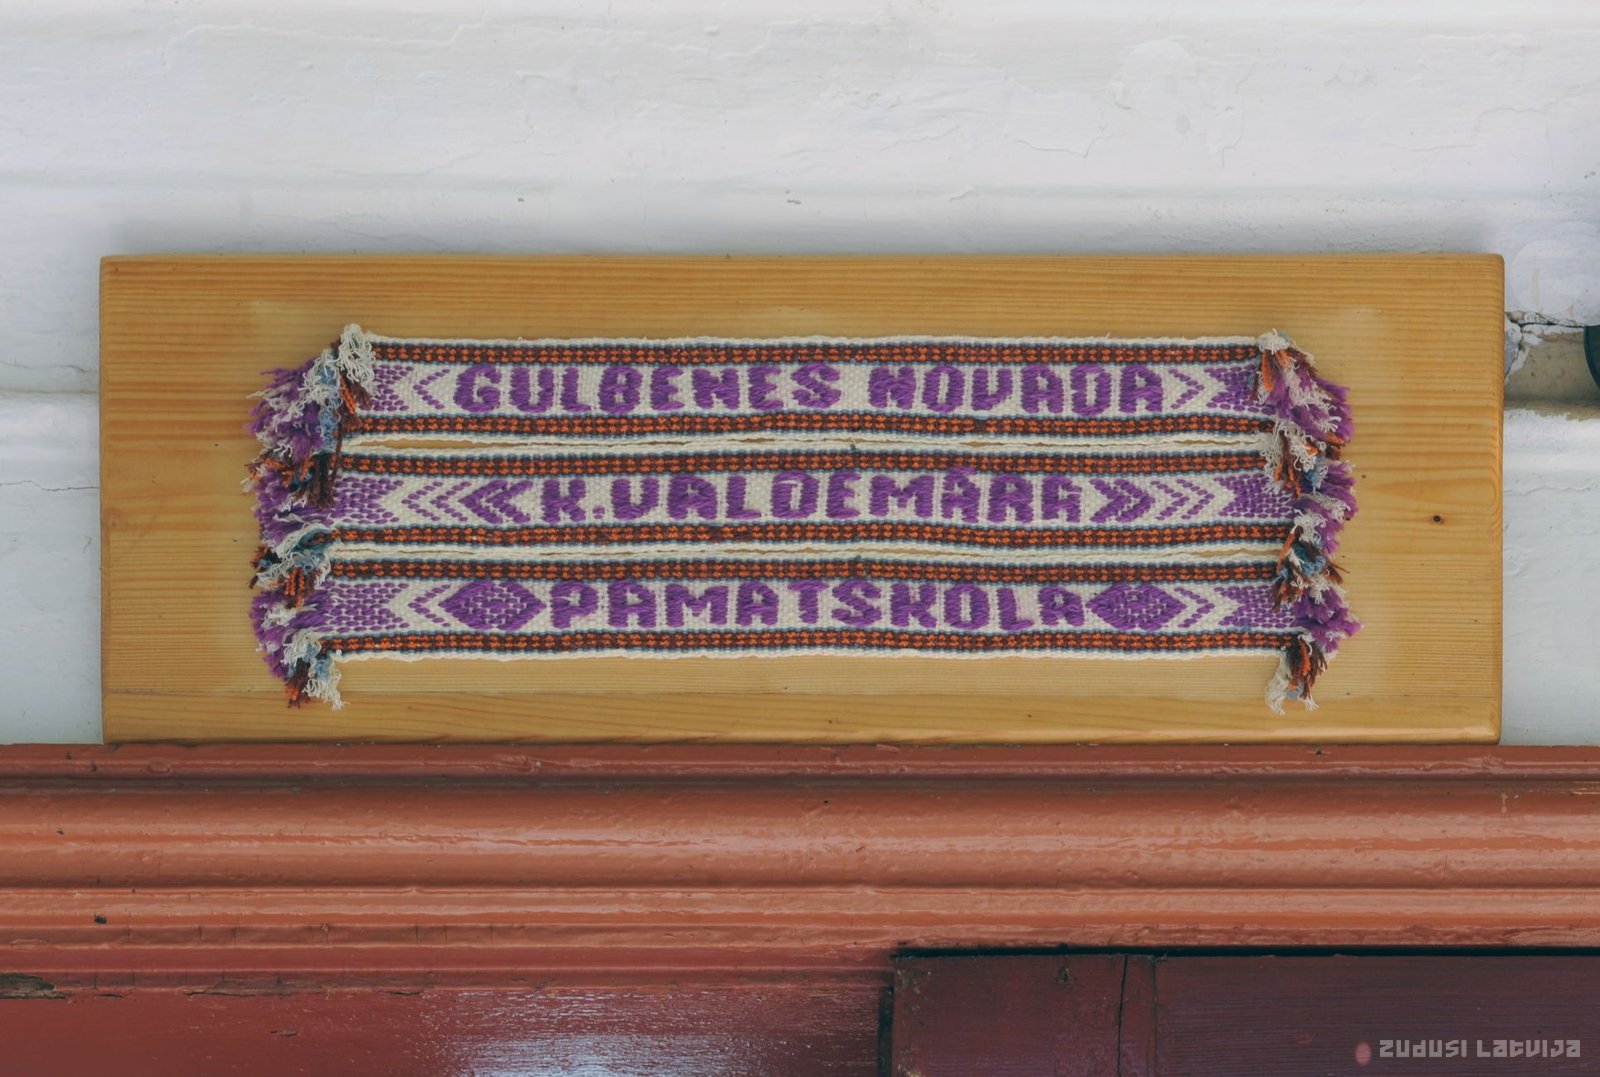 GULBENES NOVADA
K.VALDEMĀRA
PAMATSKOLA
ZUDUSI LATVIJA